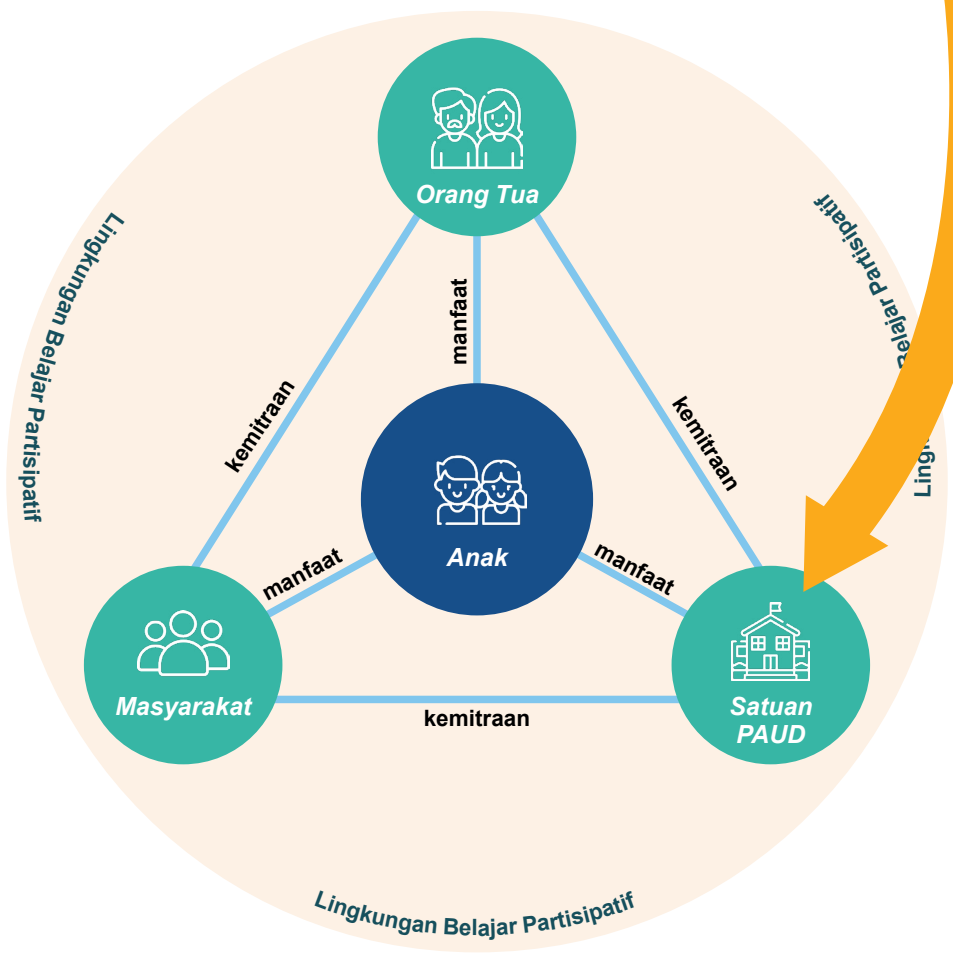 Orang Tua
Lingkungan Belajar Partisipatif
Belajar Partisipatif
manfaat
kemitraan
kemitraan
Anak
manfaat
manfaat
Masyarakat
kemitraan
Satuan
PAUD
Lingkungan Belajar Partisipatif